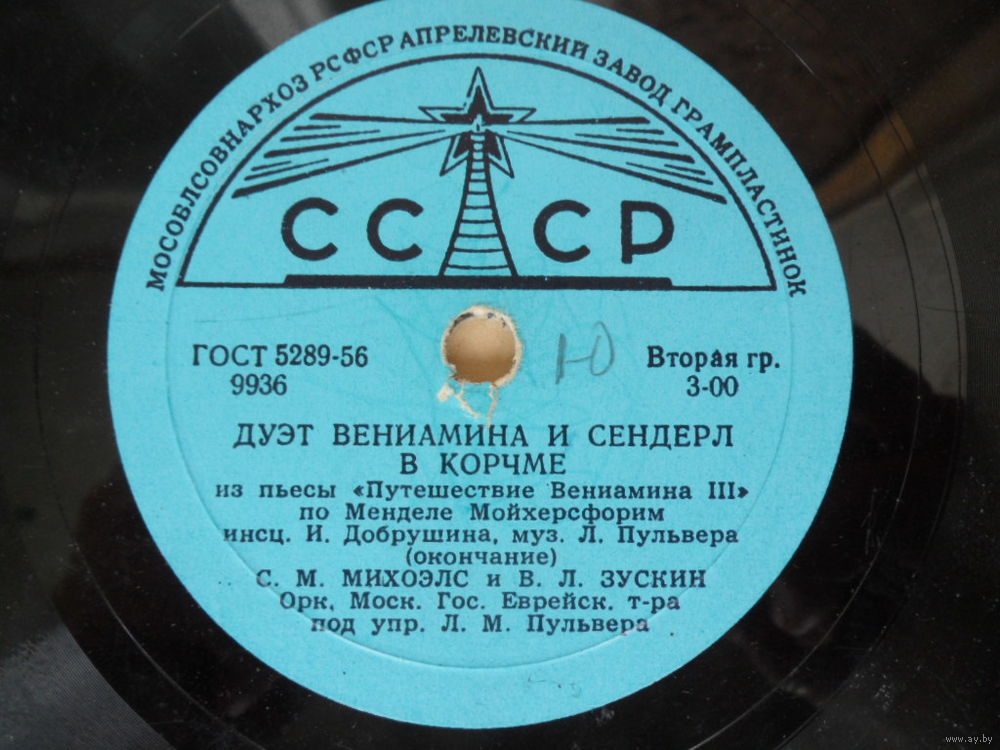 МОСОБЛСОВНАРХОЗ РСФСР АПРЕЛЕВСКИЙ ЗАВОД ГРАМПЛАСТИНОК
СССР
ГОСТ 5289-56
9936
Ю
Вторая гр.
3-00
ДУЭТ ВЕНИАМИНА И СЕНДЕРЛ
В КОРЧМЕ
из пьесы «Путешествие Вениамина III»
по Менделе Мойхерсфорим
инсц. И. Добрушина, муз. Л. Пульвера
(окончание)
С. М. МИХОЭЛС и В. Л. ЗУСКИН
Орк. Моск. Гос. Еврейск. т-ра
под упр. Л. М. Пульвера
www.ay.by